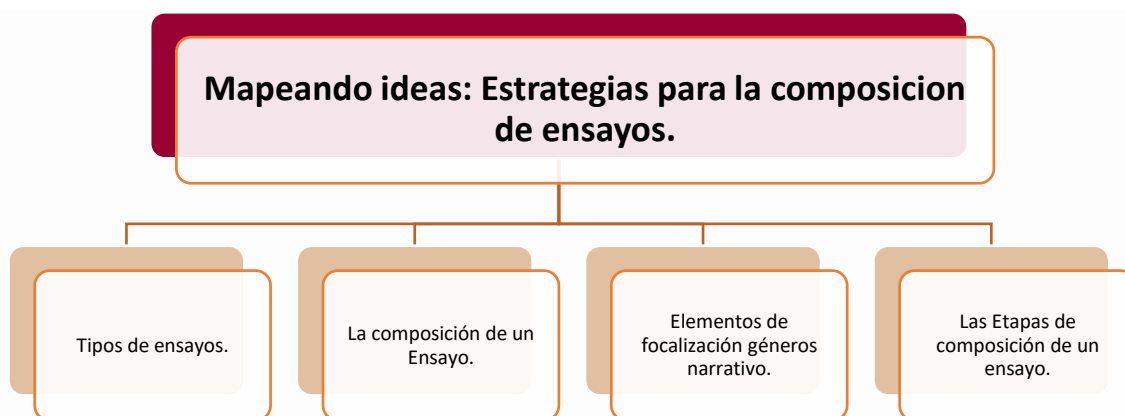 Mapeando ideas: Estrategias para la composicion
de ensayos.
Tipos de ensayos.
La composición de un
Ensayo.
Elementos de
focalización géneros
narrativo.
Las Etapas de
composición de un
ensayo.